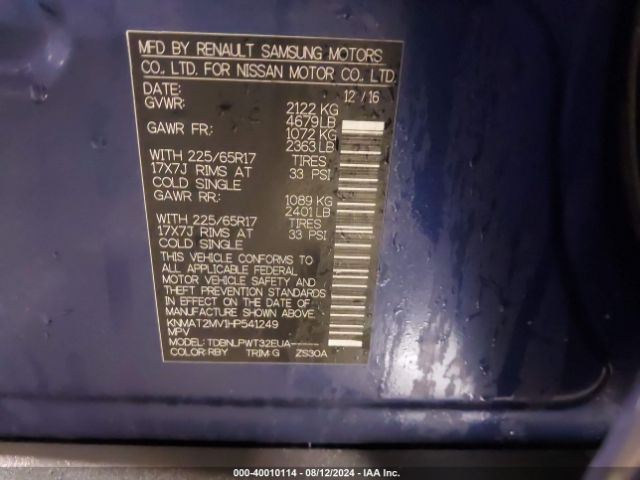 MFD BY RENAULT SAMSUNG MOTORS
CO., LTD. FOR NISSAN MOTOR CO., LTD.
DATE: 12 / 16
GVWR: 2122 KG
4679 LB
GAWR FR: 1072 KG
2363 LB
WITH 225/65R17 TIRES
17X7J RIMS AT 33 PSI
COLD SINGLE
GAWR RR: 1089 KG
2401 LB
WITH 225/65R17 TIRES
17X7J RIMS AT 33 PSI
COLD SINGLE
THIS VEHICLE CONFORMS TO
ALL APPLICABLE FEDERAL
MOTOR VEHICLE SAFETY AND
THEFT PREVENTION STANDARDS
IN EFFECT ON THE DATE OF
MANUFACTURE SHOWN ABOVE.
KNMAT2MV1HP541249
MPV
MODEL: TDBNLPWT32EUA-----
COLOR: RBY TRIM: G ZS30A
000-40010114 - 08/12/2024 - IAA Inc.